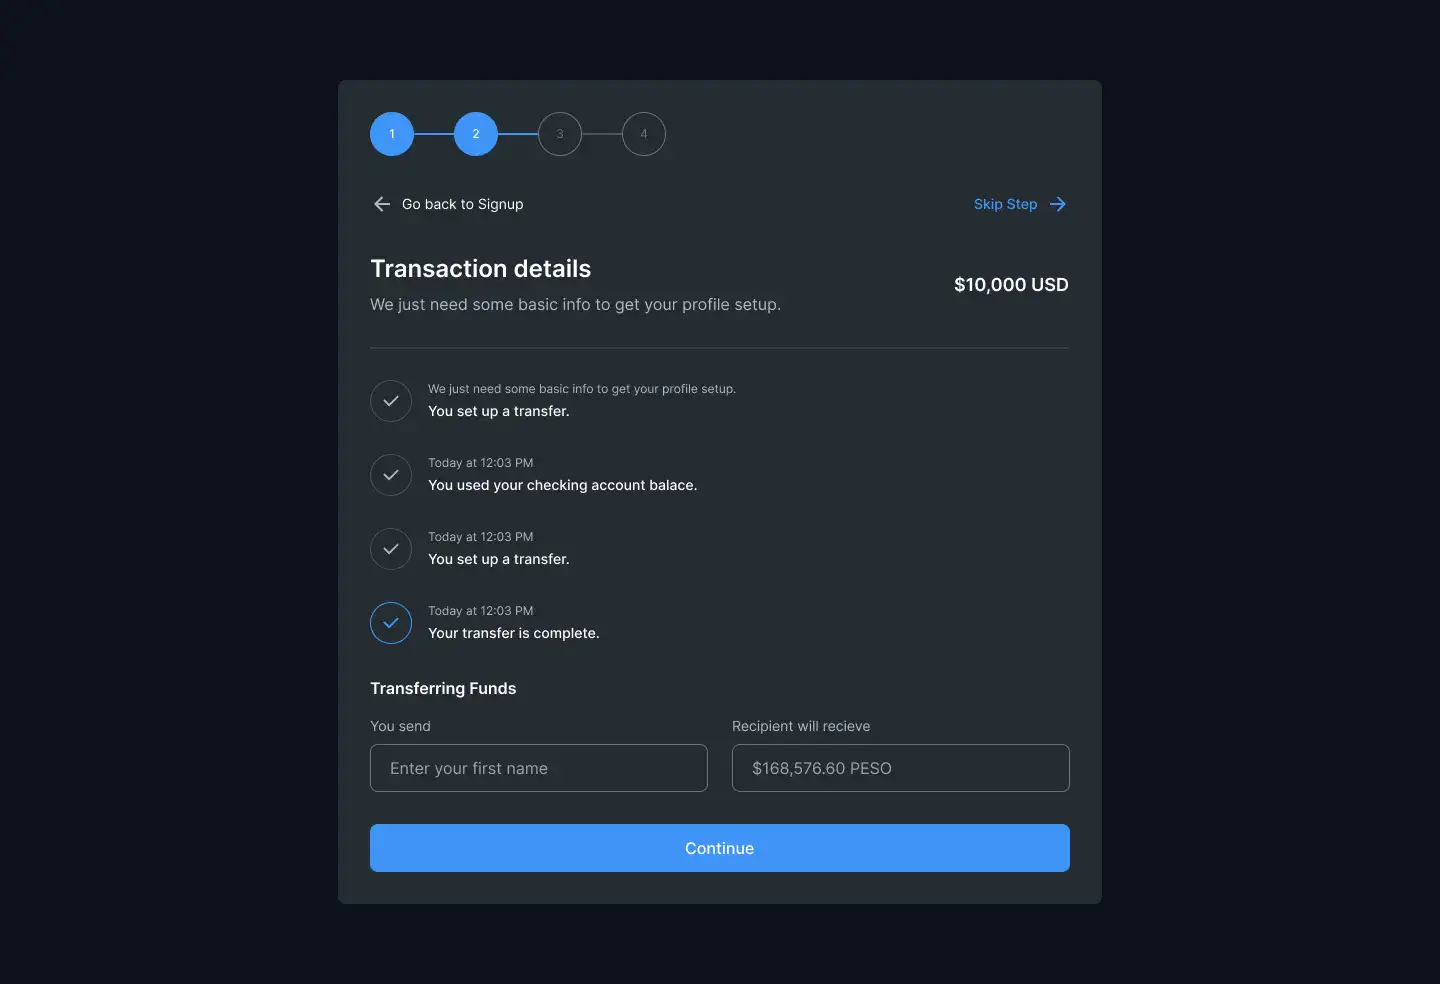 1
2
3
4
Go back to Signup
Skip Step
Transaction details
We just need some basic info to get your profile setup.
$10,000 USD
We just need some basic info to get your profile setup.
You set up a transfer.
Today at 12:03 PM
You used your checking account balace.
Today at 12:03 PM
You set up a transfer.
Today at 12:03 PM
Your transfer is complete.
Transferring Funds
You send
Recipient will recieve
Enter your first name
$168,576.60 PESO
Continue